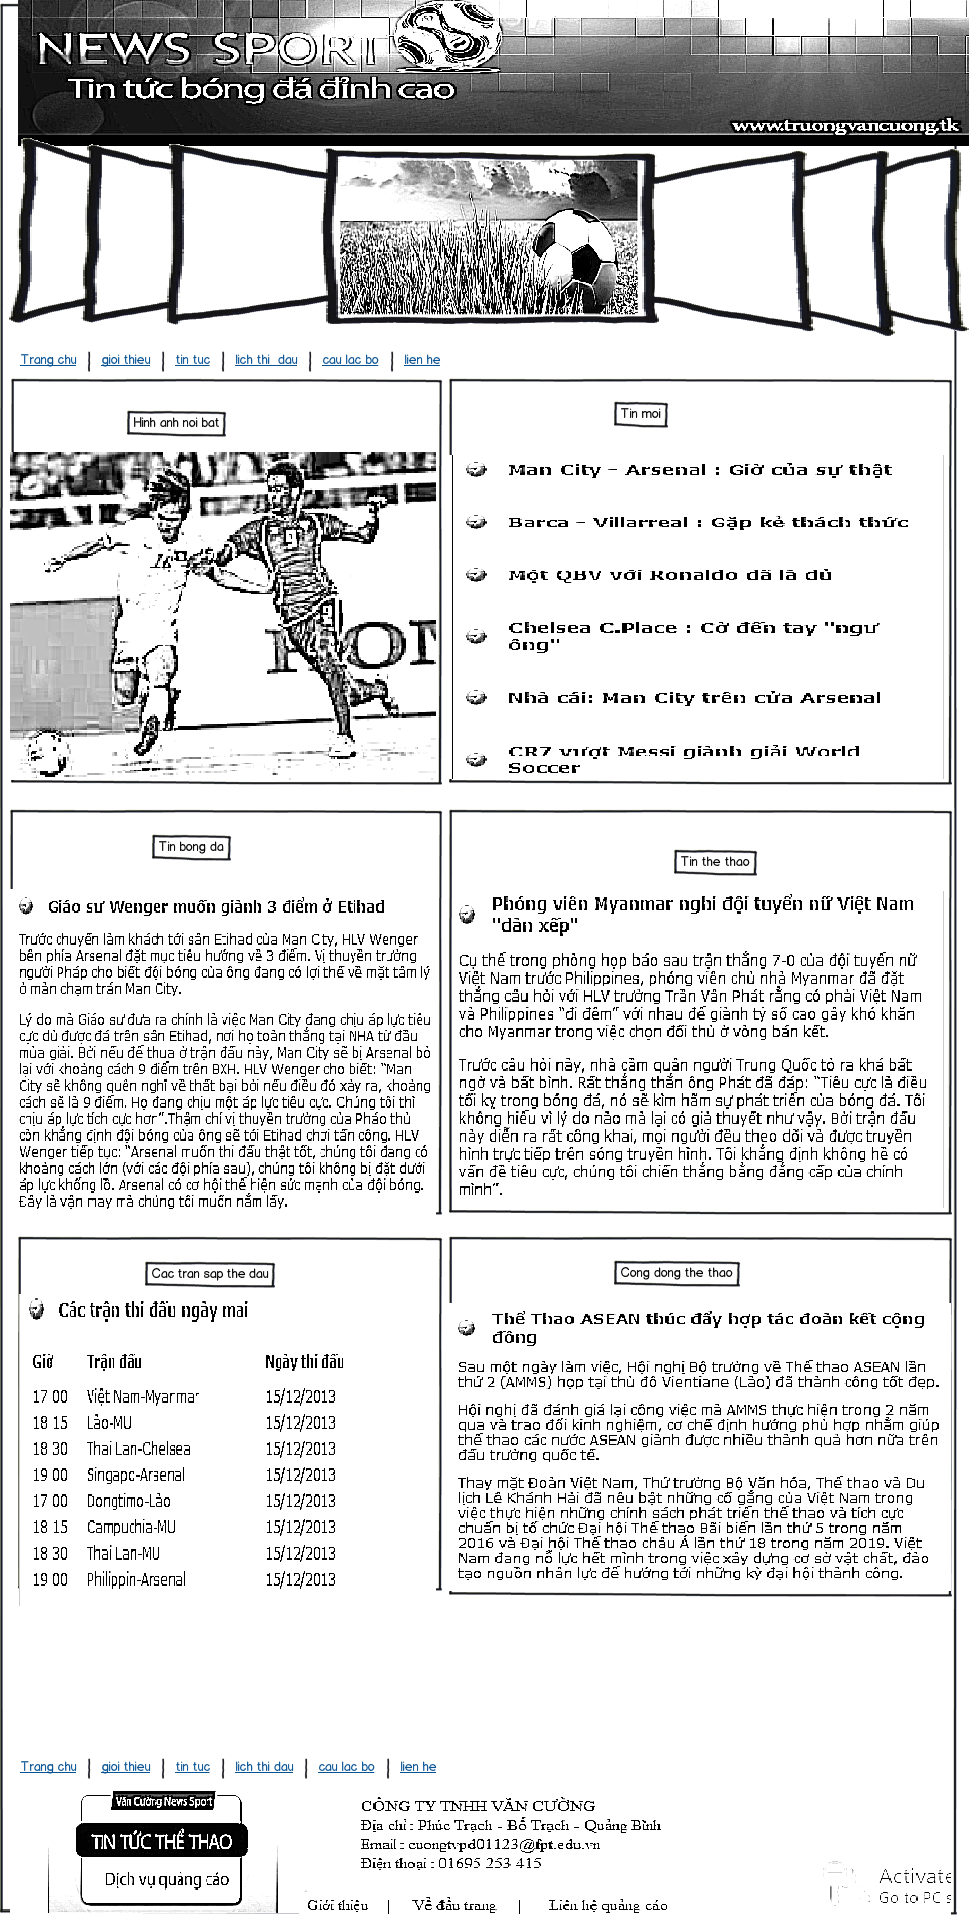 NEWS SPORT
Tin tức bóng đá đỉnh cao
www.truongvancuong.tk
Trang chu | gioi thieu | tin tuc | lich thi dau | cau lac bo | lien he
Hinh anh noi bat
Tin moi
Man City - Arsenal : Giờ của sự thật
Barca - Villarreal : Gặp kẻ thách thức
Một QBV với Ronaldo đã là đủ
Chelsea C.Place : Cờ đến tay "ngư
ông"
Nhà cái: Man City trên cửa Arsenal
CR7 vượt Messi giành giải World
Soccer
Tin bong da
Giáo sư Wenger muốn giành 3 điểm ở Etihad
Trước chuyến làm khách tới sân Etihad của Man City, HLV Wenger
bên phía Arsenal đặt mục tiêu hướng về 3 điểm. Vị thuyền trưởng
người Pháp cho biết đội bóng của ông đang có lợi thế về mặt tâm lý
ở màn chạm trán Man City.
Lý do mà Giáo sư đưa ra chính là việc Man City đang chịu áp lực tiêu
cực dù được đá trên sân Etihad, nơi họ toàn thắng tại NHA từ đầu
mùa giải. Bởi nếu để thua ở trận đấu này, Man City sẽ bị Arsenal bỏ
lại với khoảng cách 9 điểm trên BXH. HLV Wenger cho biết: "Man
City sẽ không quên nghĩ về thất bại bởi nếu điều đó xảy ra, khoảng
cách sẽ là 9 điểm. Họ đang chịu một áp lực tiêu cực. Chúng tôi thì
chịu áp lực tích cực hơn".Thậm chí vị thuyền trưởng của Pháo thủ
còn khẳng định đội bóng của ông sẽ tới Etihad chơi tấn công. HLV
Wenger tiếp tục: "Arsenal muốn thi đấu thật tốt, chúng tôi đang có
khoảng cách lớn (với các đội phía sau), chúng tôi không bị đặt dưới
áp lực khổng lồ. Arsenal có cơ hội thể hiện sức mạnh của đội bóng.
Đây là vận may mà chúng tôi muốn nắm lấy.
Tin the thao
Phóng viên Myanmar nghi đội tuyển nữ Việt Nam
"dàn xếp"
Cụ thể trong phòng họp báo sau trận thắng 7-0 của đội tuyển nữ
Việt Nam trước Philippines, phóng viên chủ nhà Myanmar đã đặt
thẳng câu hỏi với HLV trưởng Trần Vân Phát rằng có phải Việt Nam
và Philippines "đi đêm" với nhau để giành tỷ số cao gây khó khăn
cho Myanmar trong việc chọn đối thủ ở vòng bán kết.
Trước câu hỏi này, nhà cầm quân người Trung Quốc tỏ ra khá bất
ngờ và bất bình. Rất thẳng thắn ông Phát đã đáp: "Tiêu cực là điều
tối kỵ trong bóng đá, nó sẽ kìm hãm sự phát triển của bóng đá. Tôi
không hiểu vì lý do nào mà lại có giả thuyết như vậy. Bởi trận đấu
này diễn ra rất công khai, mọi người đều theo dõi và được truyền
hình trực tiếp trên sóng truyền hình. Tôi khẳng định không hề có
vấn đề tiêu cực, chúng tôi chiến thắng bằng đẳng cấp của chính
mình".
Cac tran sap the dau
Các trận thi đấu ngày mai
Giờ Trận đấu Ngày thi đấu
17 00 Việt Nam-Myanmar 15/12/2013
18 15 Lào-MU 15/12/2013
18 30 Thai Lan-Chelsea 15/12/2013
19 00 Singapo-Arsenal 15/12/2013
17 00 Dongtimo-Lào 15/12/2013
18 15 Campuchia-MU 15/12/2013
18 30 Thai Lan-MU 15/12/2013
19 00 Philippin-Arsenal 15/12/2013
Cong dong the thao
Thể Thao ASEAN thúc đẩy hợp tác đoàn kết cộng
đồng
Sau một ngày làm việc, Hội nghị Bộ trưởng về Thể thao ASEAN lần
thứ 2 (AMMS) họp tại thủ đô Vientiane (Lào) đã thành công tốt đẹp.
Hội nghị đã đánh giá lại công việc mà AMMS thực hiện trong 2 năm
qua và trao đổi kinh nghiệm, cơ chế định hướng phù hợp nhằm giúp
thể thao các nước ASEAN giành được nhiều thành quả hơn nữa trên
đấu trường quốc tế.
Thay mặt Đoàn Việt Nam, Thứ trưởng Bộ Văn hóa, Thể thao và Du
lịch Lê Khánh Hải đã nêu bật những cố gắng của Việt Nam trong
việc thực hiện những chính sách phát triển thể thao và tích cực
chuẩn bị tổ chức Đại hội Thể thao Bãi biển lần thứ 5 trong năm
2016 và Đại hội Thể thao châu Á lần thứ 18 trong năm 2019. Việt
Nam đang nỗ lực hết mình trong việc xây dựng cơ sở vật chất, đào
tạo nguồn nhân lực để hướng tới những kỳ đại hội thành công.
Trang chu | gioi thieu | tin tuc | lich thi dau | cau lac bo | lien he
Văn Cường News Sport
TIN TỨC THỂ THAO
Dịch vụ quảng cáo
CÔNG TY TNHH VĂN CƯỜNG
Địa chỉ : Phúc Trạch - Bố Trạch - Quảng Bình
Email : cuongtvpd01123@fpt.edu.vn
Điện thoại : 01695 253 415
Giới thiệu | Về đầu trang | Liên hệ quảng cáo
Activate
Go to PC s